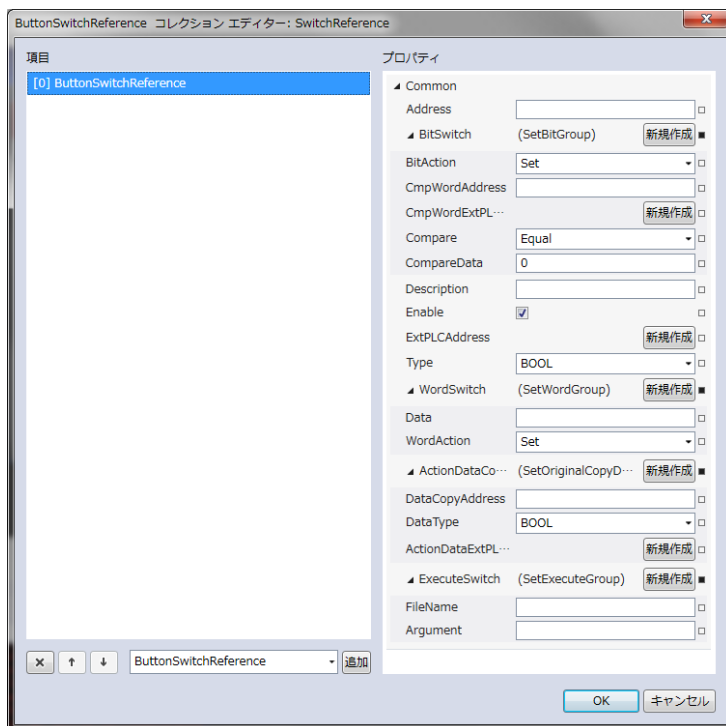 ButtonSwitchReference コレクション エディター: SwitchReference
項目
[0] ButtonSwitchReference
ButtonSwitchReference 追加
プロパティ
Common
Address
BitSwitch (SetBitGroup) 新規作成
BitAction Set
CmpWordAddress
CmpWordExtPL… 新規作成
Compare Equal
CompareData 0
Description
Enable
ExtPLCAddress 新規作成
Type BOOL
WordSwitch (SetWordGroup) 新規作成
Data
WordAction Set
ActionDataCo… (SetOriginalCopyD… 新規作成
DataCopyAddress
DataType BOOL
ActionDataExtPL… 新規作成
ExecuteSwitch (SetExecuteGroup) 新規作成
FileName
Argument
OK キャンセル